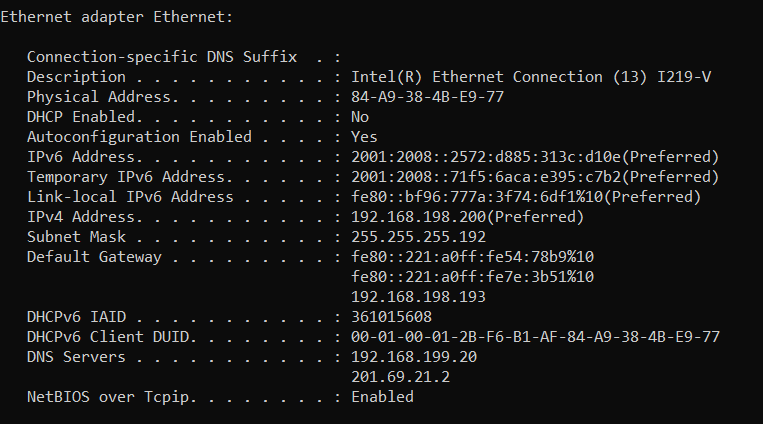 Ethernet adapter Ethernet:
Connection-specific DNS Suffix  . :
Description . . . . . . . . . . . : Intel(R) Ethernet Connection (13) I219-V
Physical Address. . . . . . . . . : 84-A9-38-4B-E9-77
DHCP Enabled. . . . . . . . . . . : No
Autoconfiguration Enabled . . . . : Yes
IPv6 Address. . . . . . . . . . . : 2001:2008::2572:d885:313c:d10e(Preferred)
Temporary IPv6 Address. . . . . . : 2001:2008::71f5:6aca:e395:c7b2(Preferred)
Link-local IPv6 Address . . . . . : fe80::bf96:777a:3f74:6df1%10(Preferred)
IPv4 Address. . . . . . . . . . . : 192.168.198.200(Preferred)
Subnet Mask . . . . . . . . . . . : 255.255.255.192
Default Gateway . . . . . . . . . : fe80::221:a0ff:fe54:78b9%10
fe80::221:a0ff:fe7e:3b51%10
192.168.198.193
DHCPv6 IAID . . . . . . . . . . . : 361015608
DHCPv6 Client DUID. . . . . . . . : 00-01-00-01-2B-F6-B1-AF-84-A9-38-4B-E9-77
DNS Servers . . . . . . . . . . . : 192.168.199.20
201.69.21.2
NetBIOS over Tcpip. . . . . . . . : Enabled